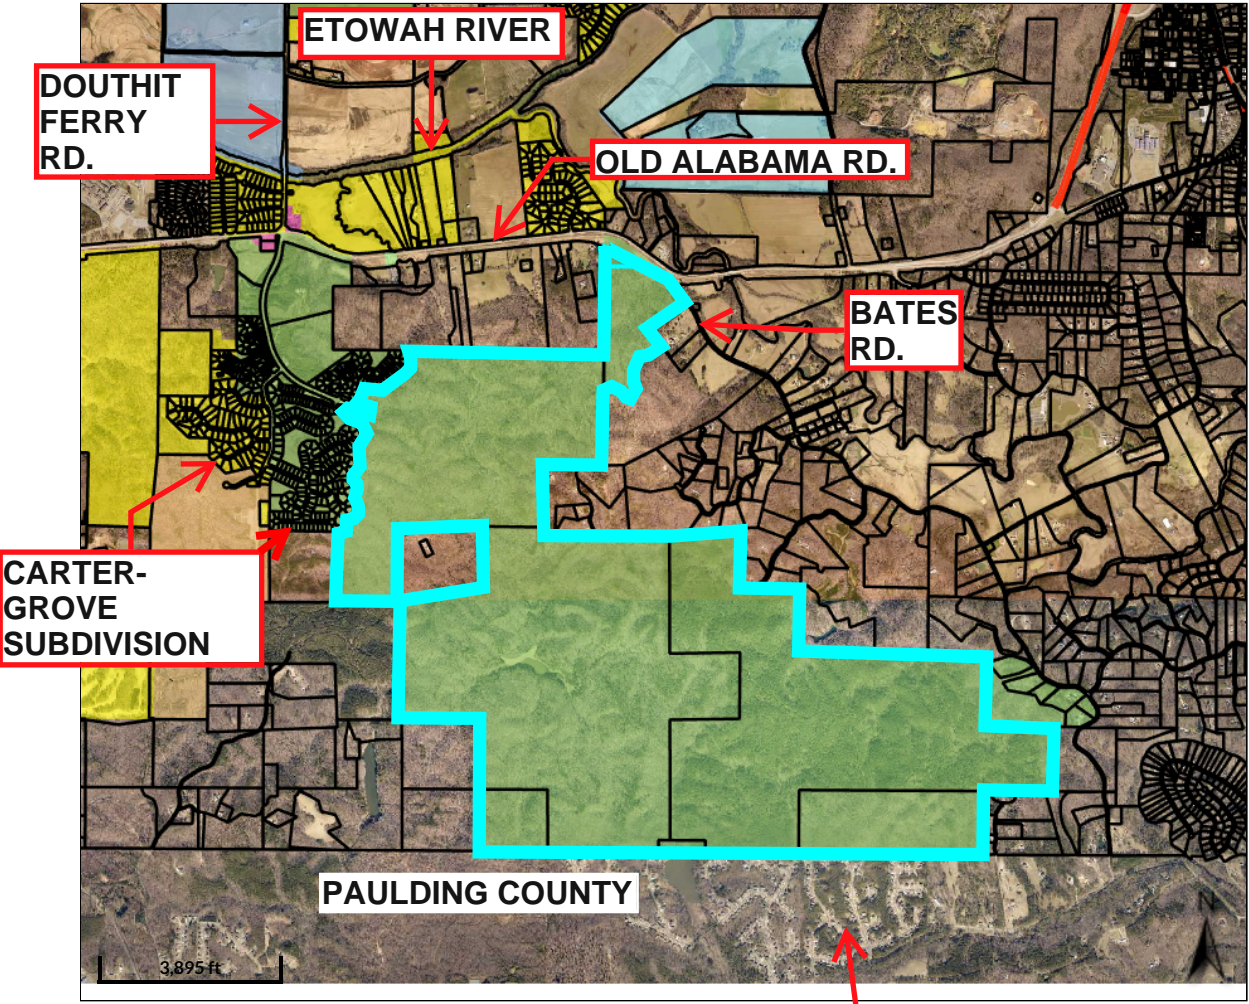 ETOWAH RIVER
DOUTHIT
FERRY
RD.
OLD ALABAMA RD.
BATES
RD.
CARTER-
GROVE
SUBDIVISION
PAULDING COUNTY
N
3,895 ft